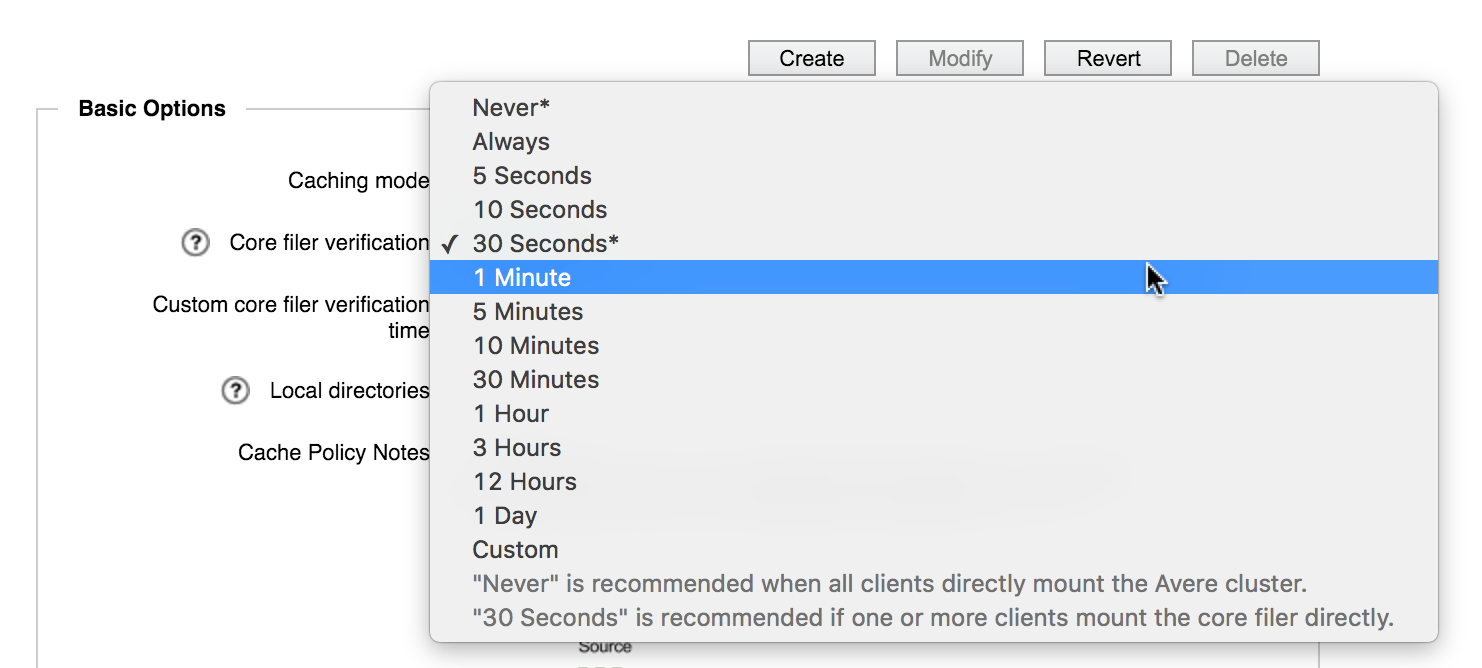 Create Modify Revert Delete
Basic Options
Never*
Always
Caching mode
5 Seconds
10 Seconds
? Core filer verification ✓ 30 Seconds*
1 Minute
Custom core filer verification
time
5 Minutes
10 Minutes
30 Minutes
? Local directories
1 Hour
3 Hours
Cache Policy Notes
12 Hours
1 Day
Custom
"Never" is recommended when all clients directly mount the Avere cluster.
"30 Seconds" is recommended if one or more clients mount the core filer directly.
Source